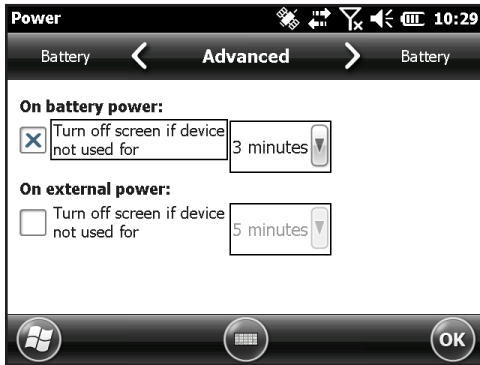 Power 10:29
Battery Advanced Battery
On battery power:
Turn off screen if device
not used for
3 minutes
On external power:
Turn off screen if device
not used for
5 minutes
OK